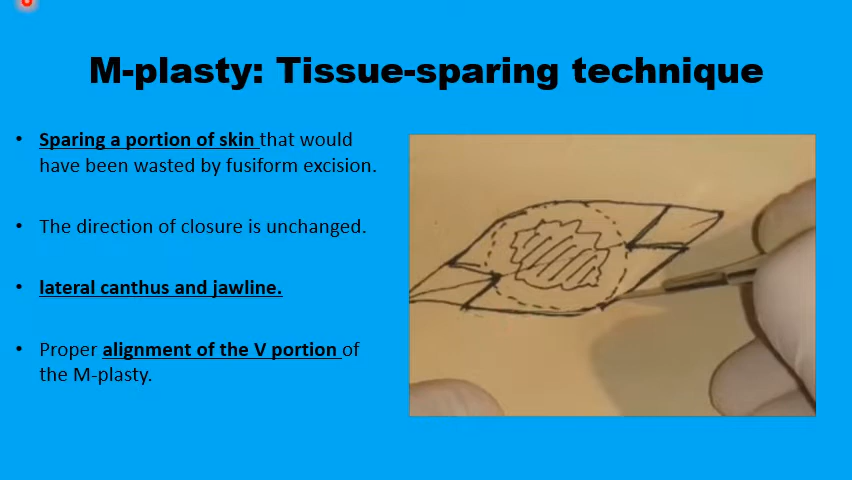 M-plasty: Tissue-sparing technique
• Sparing a portion of skin that would
have been wasted by fusiform excision.
• The direction of closure is unchanged.
• lateral canthus and jawline.
• Proper alignment of the V portion of
the M-plasty.